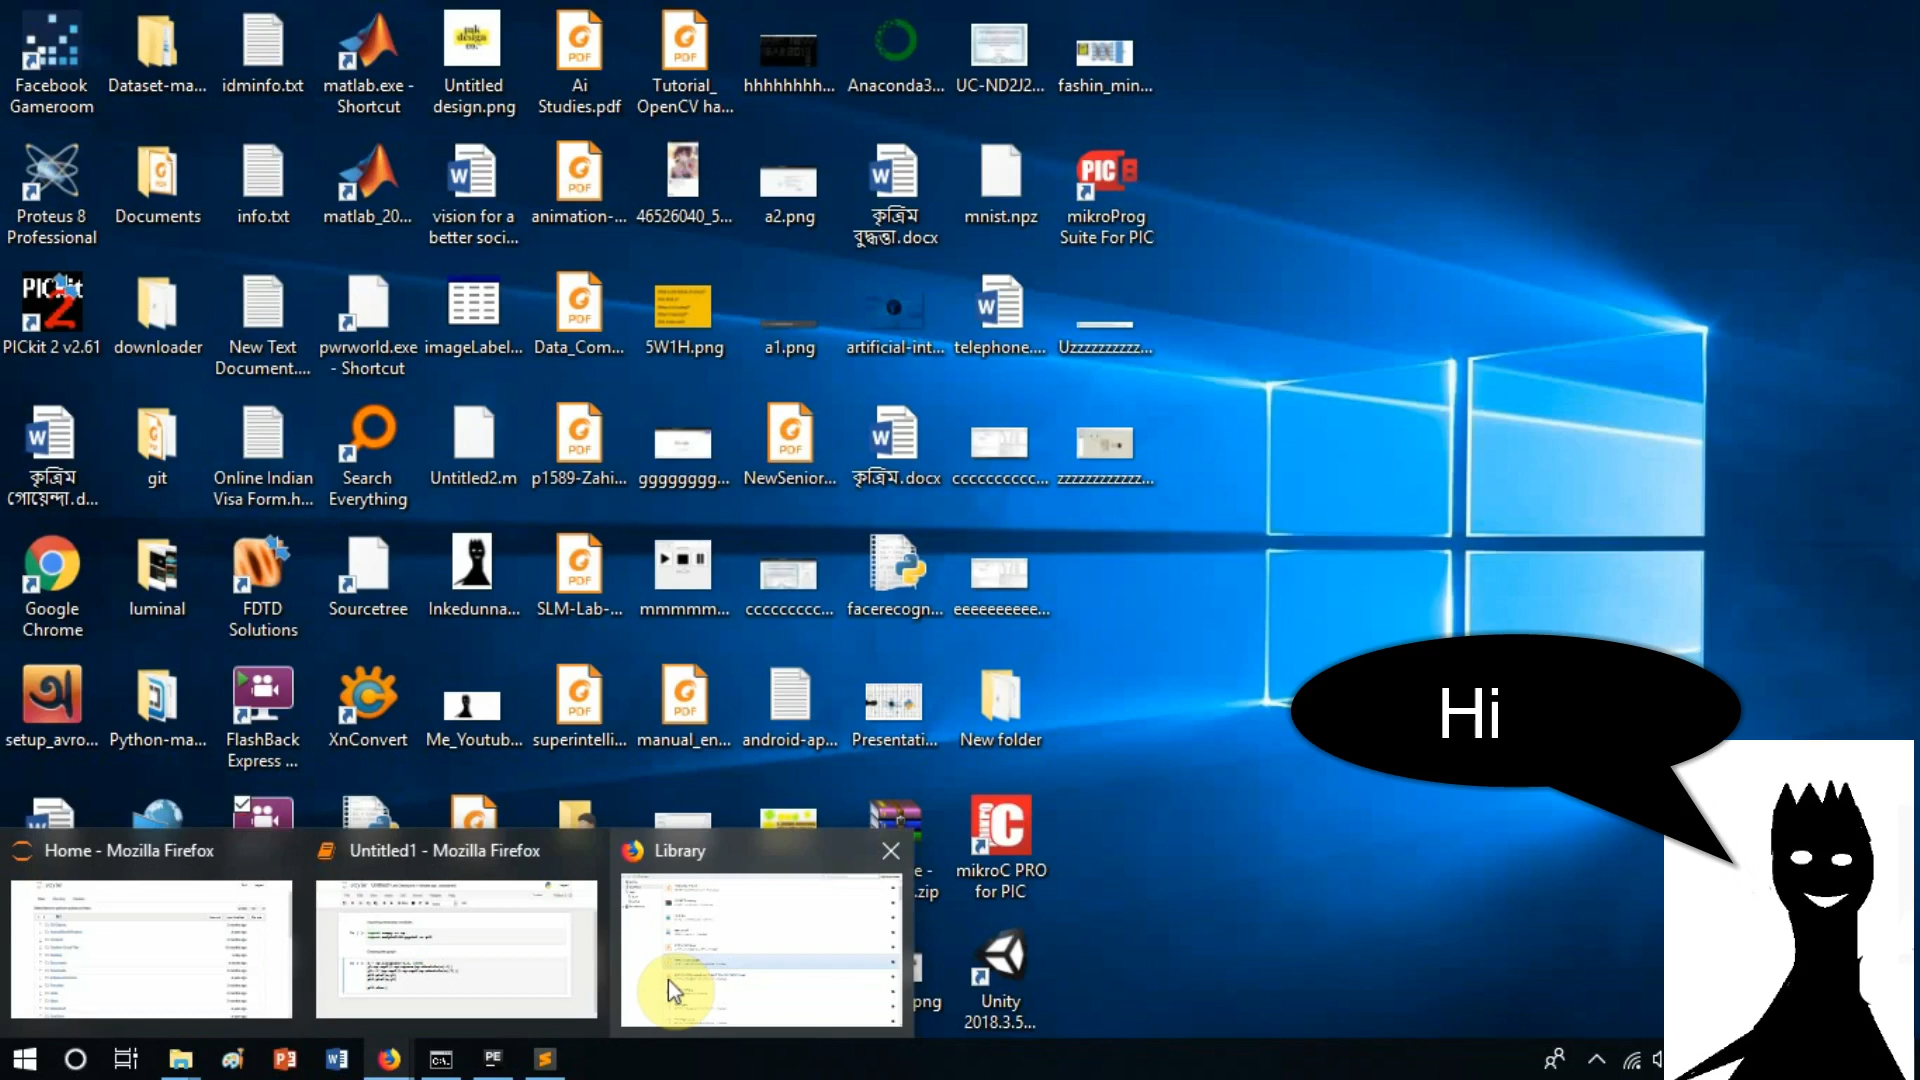 Facebook
Gameroom
Dataset-ma...
idminfo.txt
matlab.exe -
Shortcut
Untitled
design.png
Ai
Studies.pdf
Tutorial_
OpenCV ha...
hhhhhhhh...
Anaconda3...
UC-ND2J2...
fashin_min...
Proteus 8
Professional
Documents
info.txt
matlab_20...
vision for a
better soci...
animation-...
46526040_5...
a2.png
কৃত্রিম
বুদ্ধত্তা.docx
mnist.npz
mikroProg
Suite For PIC
PICkit 2 v2.61
downloader
New Text
Document....
pwrworld.exe
- Shortcut
imageLabel...
Data_Com...
5W1H.png
a1.png
artificial-int...
telephone....
Uzzzzzzzzzz...
কৃত্রিম
গোয়েন্দা.d...
git
Online Indian
Visa Form.h...
Search
Everything
Untitled2.m
p1589-Zahi...
gggggggg...
NewSenior...
কৃত্রিম.docx
cccccccccc...
zzzzzzzzzzzz...
Google
Chrome
luminal
FDTD
Solutions
Sourcetree
Inkedunna...
SLM-Lab-...
mmmmm...
ccccccccc...
facerecogn...
eeeeeeeeee...
setup_avro...
Python-ma...
FlashBack
Express ...
XnConvert
Me_Youtub...
superintelli...
manual_en...
android-ap...
Presentati...
New folder
Hi
Home - Mozilla Firefox
Untitled1 - Mozilla Firefox
Library
e -
.zip
mikroC PRO
for PIC
png
Unity
2018.3.5...